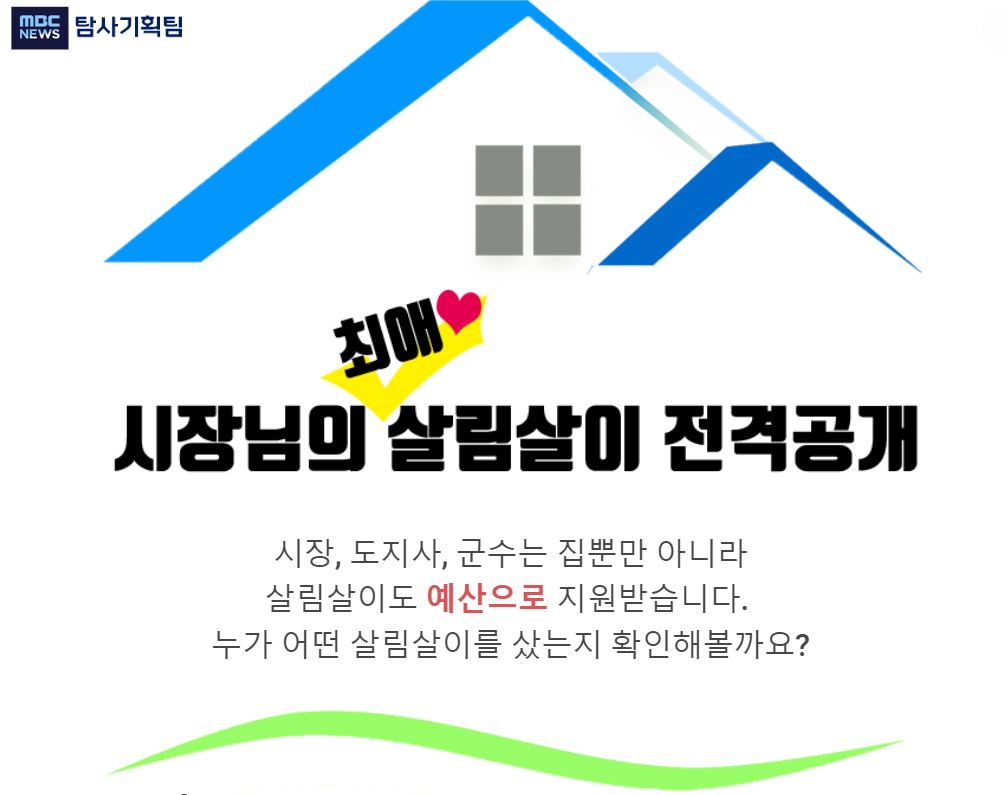 MBC
NEWS
탐사기획팀
최애
시장님의 살림살이 전격공개
시장, 도지사, 군수는 집뿐만 아니라
살림살이도 예산으로 지원받습니다.
누가 어떤 살림살이를 샀는지 확인해볼까요?